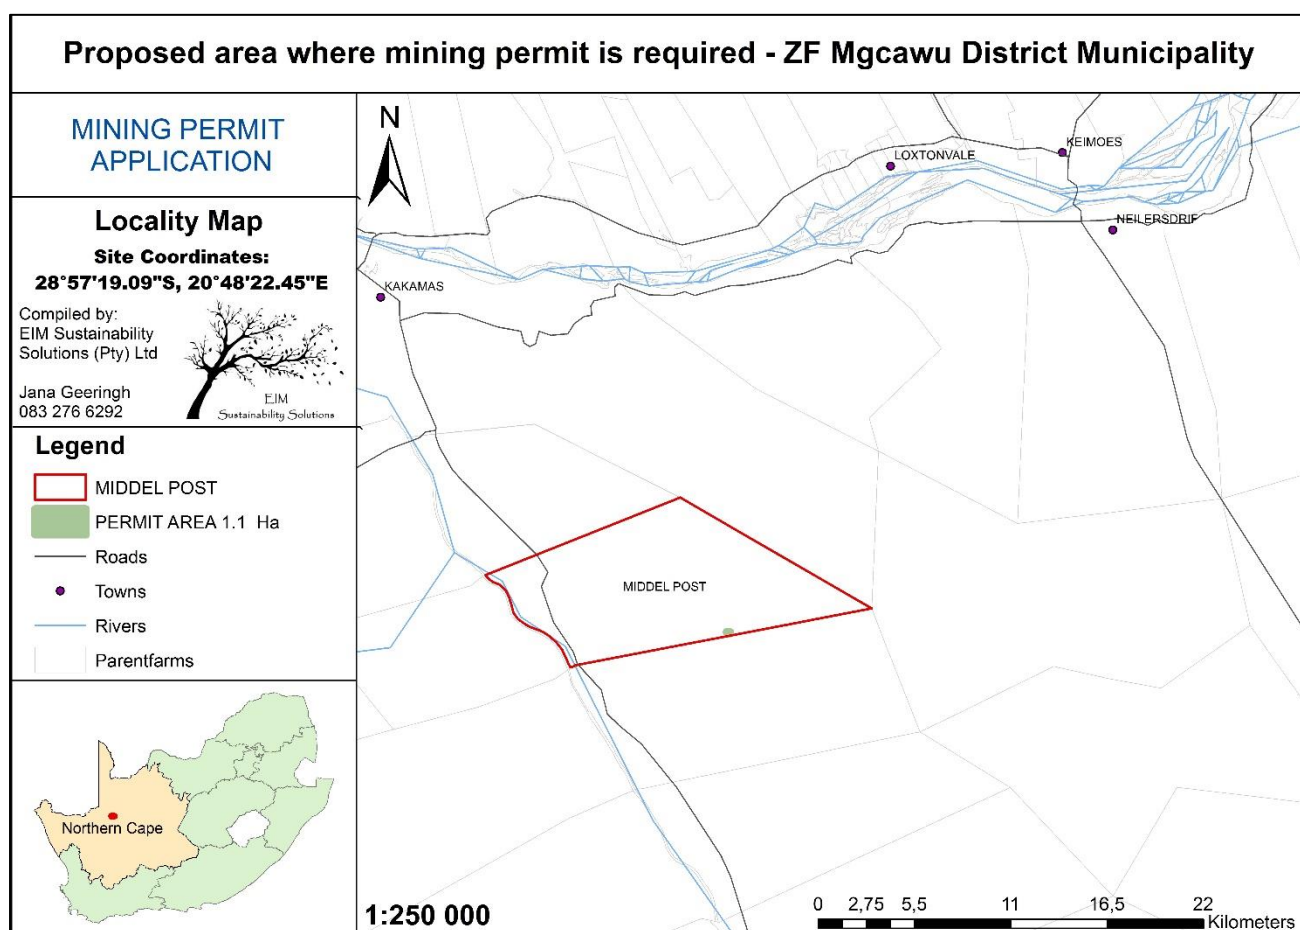 Proposed area where mining permit is required - ZF Mgcawu District Municipality
MINING PERMIT
APPLICATION
Locality Map
Site Coordinates:
28°57'19.09"S, 20°48'22.45"E
Compiled by:
EIM Sustainability
Solutions (Pty) Ltd
Jana Geeringh
083 276 6292
EIM
Sustainability Solutions
Legend
MIDDEL POST
PERMIT AREA 1.1 Ha
Roads
Towns
Rivers
Parentfarms
Northern Cape
N
LOXTONVALE
KEIMOES
NEILERSDRIF
KAKAMAS
MIDDEL POST
1:250 000
0 2,75 5,5 11 16,5 22
Kilometers